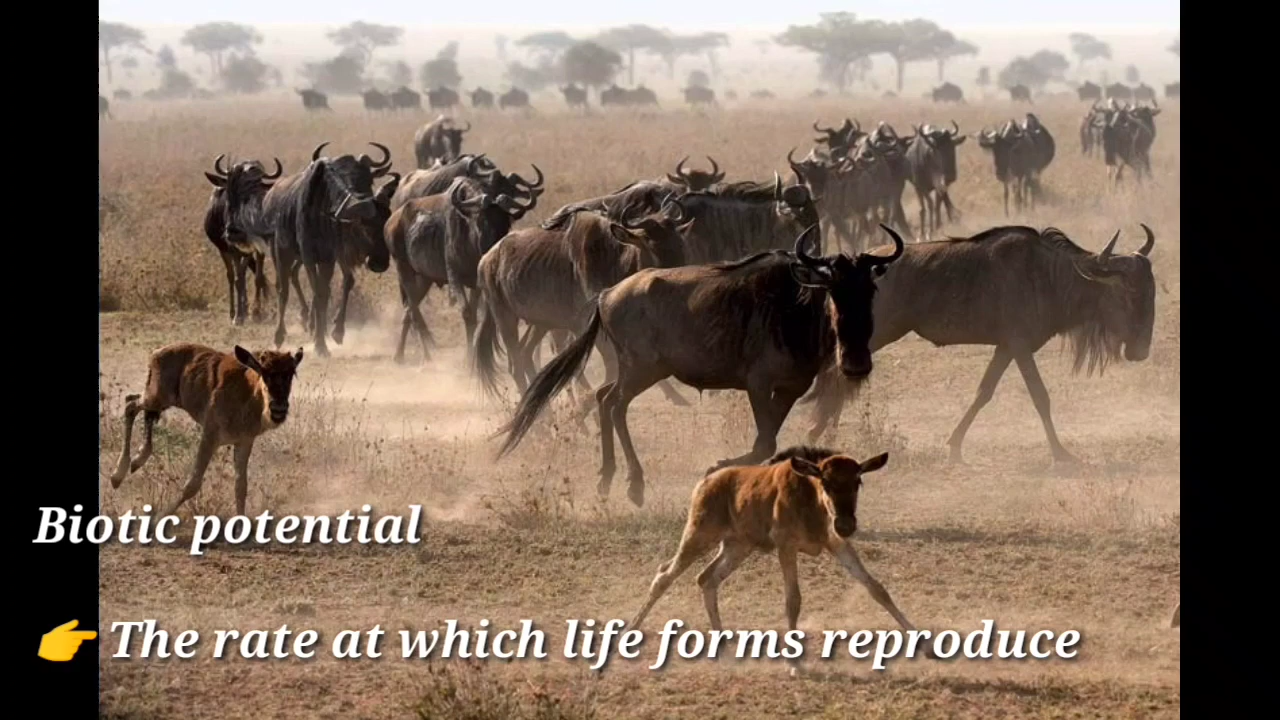 Biotic potential
👉 The rate at which life forms reproduce